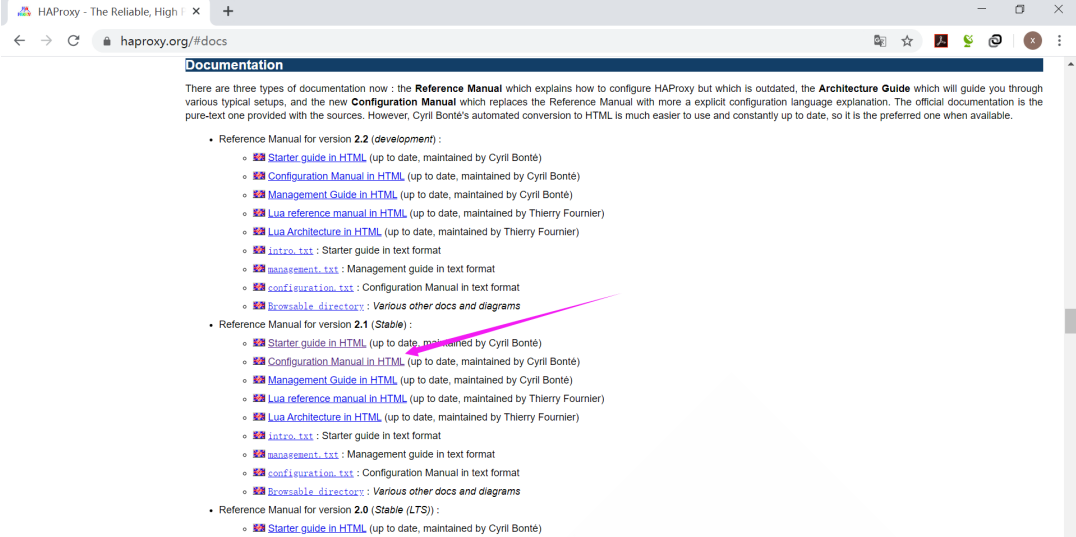 HAProxy - The Reliable, High
haproxy.org/#docs
X
Documentation
There are three types of documentation now : the Reference Manual which explains how to configure HAProxy but which is outdated, the Architecture Guide which will guide you through
various typical setups, and the new Configuration Manual which replaces the Reference Manual with more a explicit configuration language explanation. The official documentation is the
pure-text one provided with the sources. However, Cyril Bonté's automated conversion to HTML is much easier to use and constantly up to date, so it is the preferred one when available.
Reference Manual for version 2.2 (development) :
Starter guide in HTML (up to date, maintained by Cyril Bonté)
Configuration Manual in HTML (up to date, maintained by Cyril Bonté)
Management Guide in HTML (up to date, maintained by Cyril Bonté)
Lua reference manual in HTML (up to date, maintained by Thierry Fournier)
Lua Architecture in HTML (up to date, maintained by Thierry Fournier)
intro.txt : Starter guide in text format
management.txt : Management guide in text format
configuration.txt : Configuration Manual in text format
Browsable directory : Various other docs and diagrams
Reference Manual for version 2.1 (Stable) :
Starter guide in HTML (up to date, maintained by Cyril Bonté)
Configuration Manual in HTML (up to date, maintained by Cyril Bonté)
Management Guide in HTML (up to date, maintained by Cyril Bonté)
Lua reference manual in HTML (up to date, maintained by Thierry Fournier)
Lua Architecture in HTML (up to date, maintained by Thierry Fournier)
intro.txt : Starter guide in text format
management.txt : Management guide in text format
configuration.txt : Configuration Manual in text format
Browsable directory : Various other docs and diagrams
Reference Manual for version 2.0 (Stable (LTS)) :
Starter guide in HTML (up to date, maintained by Cyril Bonté)